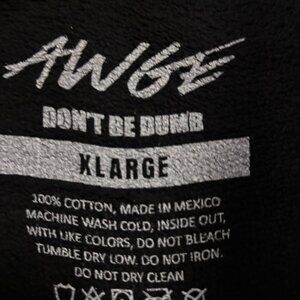 AWGE
DON'T BE DUMB
XLARGE
100% COTTON, MADE IN MEXICO
MACHINE WASH COLD, INSIDE OUT,
WITH LIKE COLORS, DO NOT BLEACH
TUMBLE DRY LOW. DO NOT IRON.
DO NOT DRY CLEAN